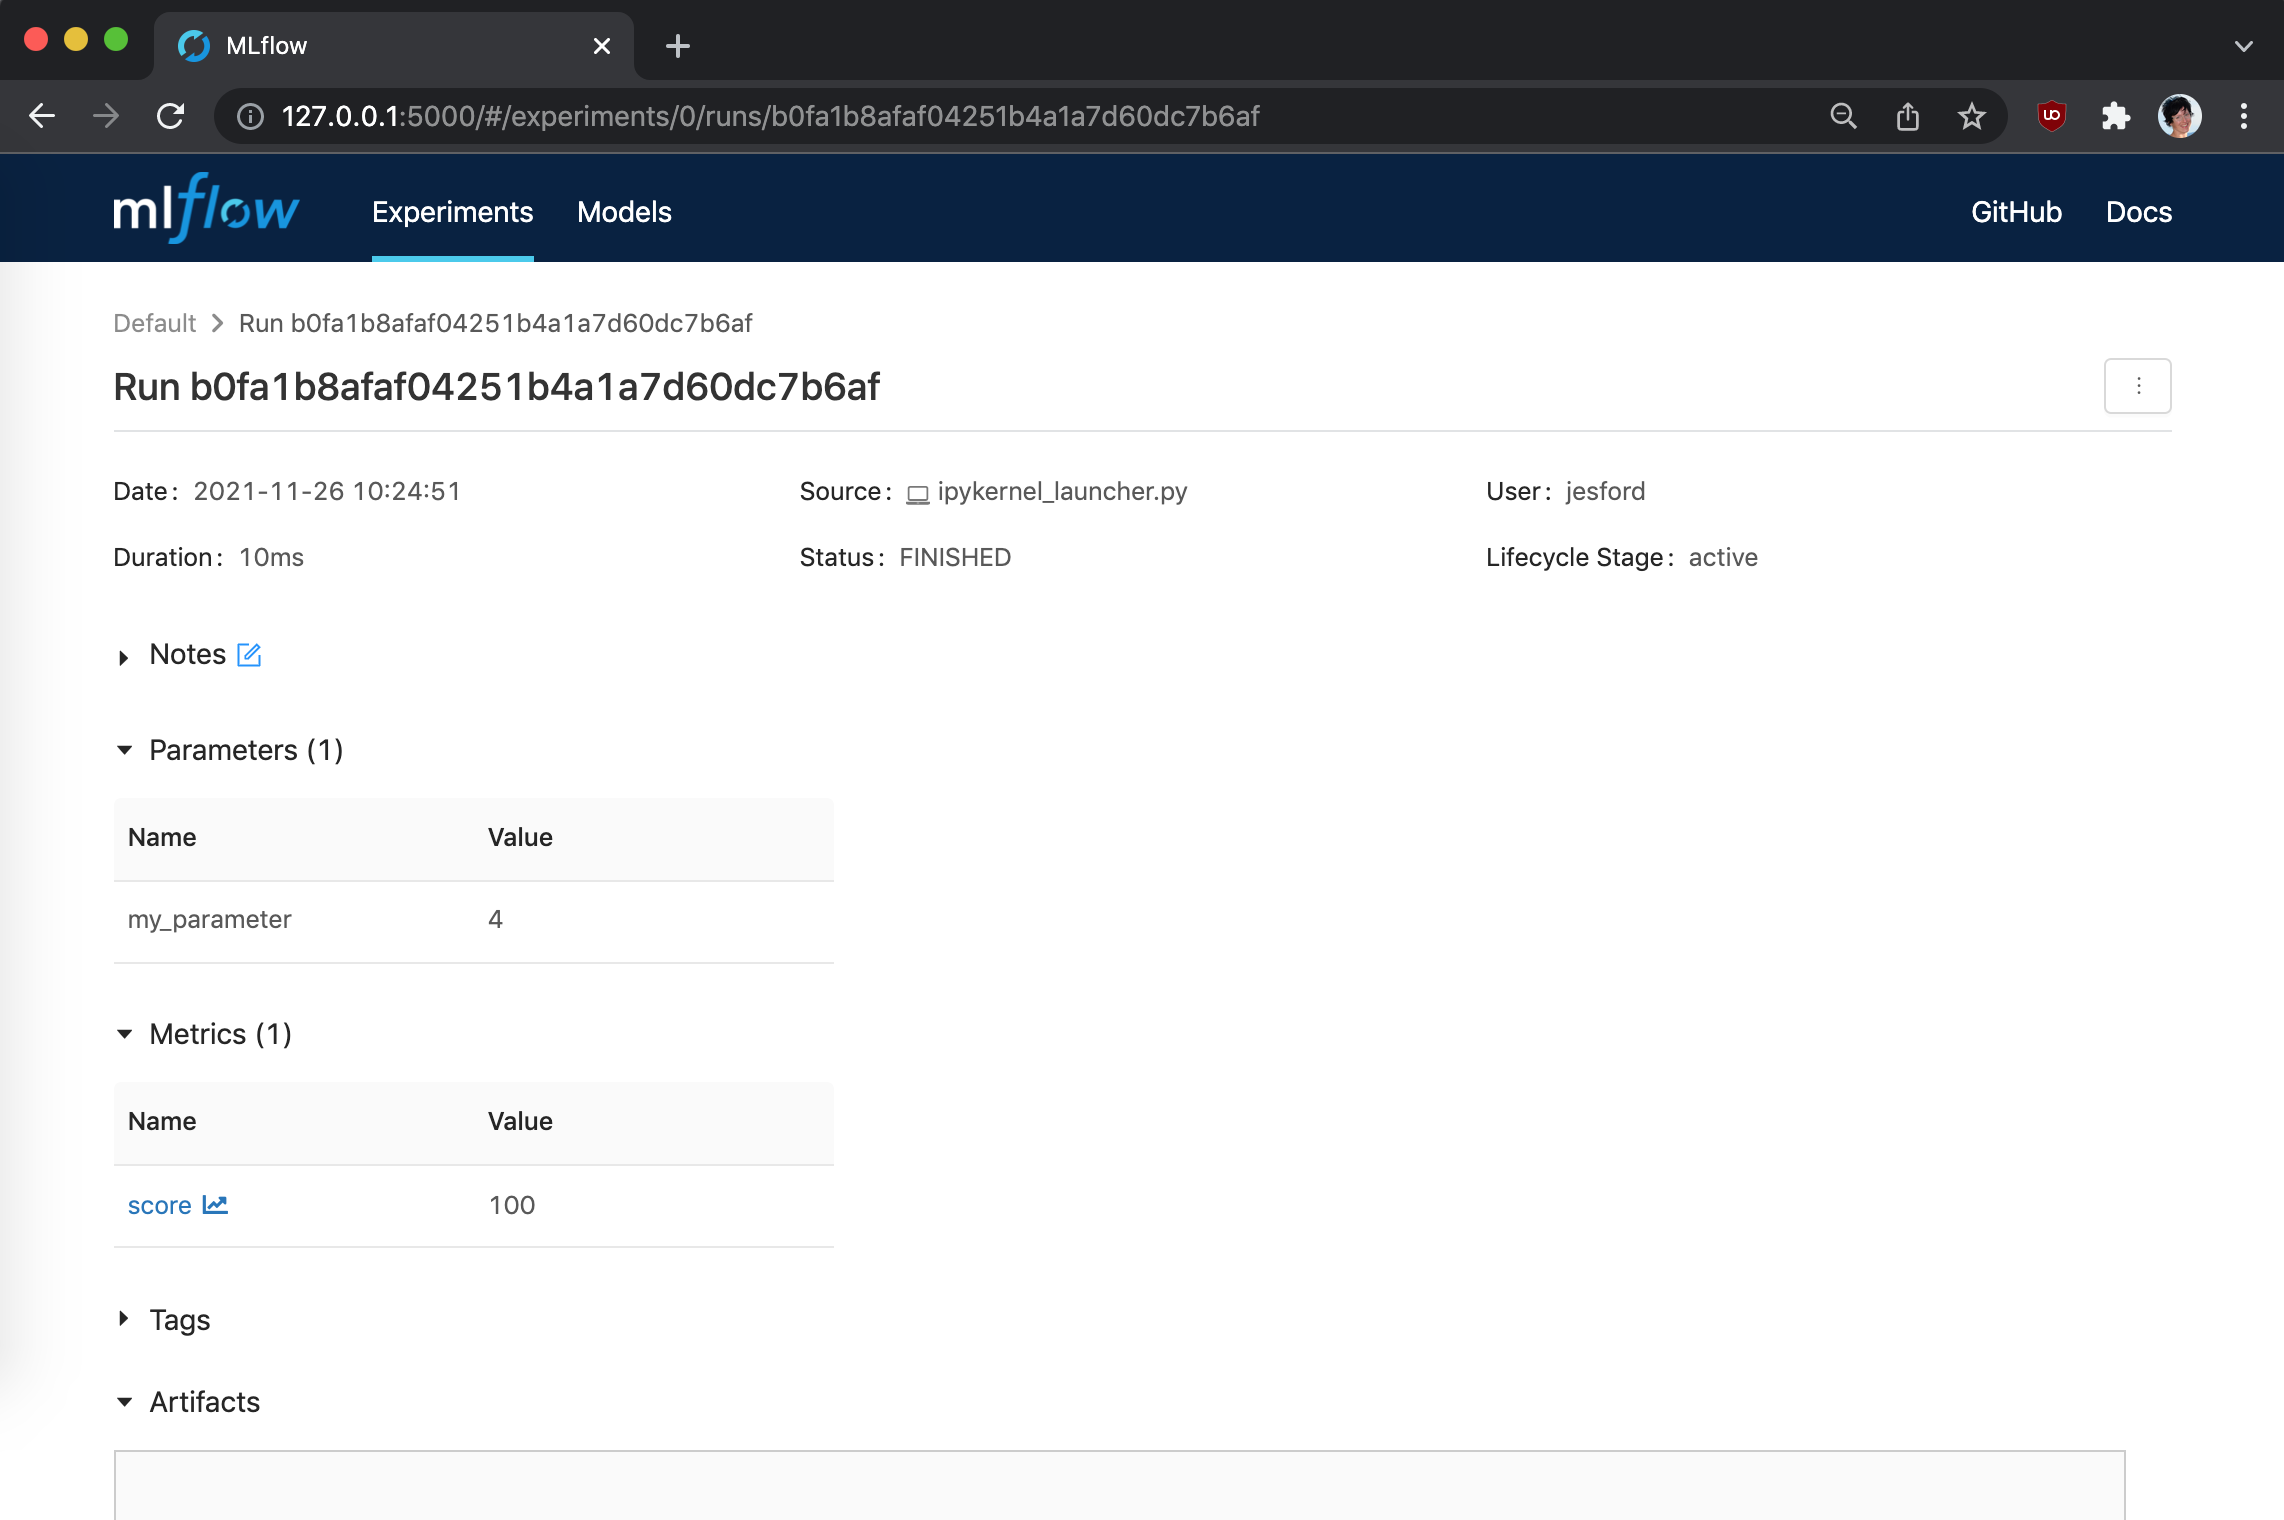 MLflow
127.0.0.1:5000/#/experiments/0/runs/b0fa1b8afaf04251b4a1a7d60dc7b6af
mlflow Experiments Models GitHub Docs
Default > Run b0fa1b8afaf04251b4a1a7d60dc7b6af
Run b0fa1b8afaf04251b4a1a7d60dc7b6af
Date: 2021-11-26 10:24:51 Source: ipykernel_launcher.py User: jesford
Duration: 10ms Status: FINISHED Lifecycle Stage: active
Notes
Parameters (1)
Name Value
my_parameter 4
Metrics (1)
Name Value
score 100
Tags
Artifacts